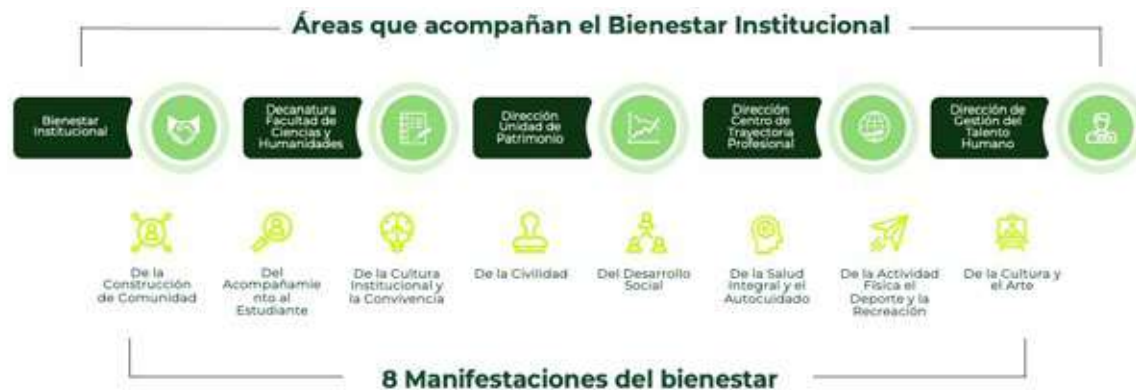 Áreas que acompañan el Bienestar Institucional
Bienestar
Institucional
Decanatura
Facultad de
Ciencias y
Humanidades
Dirección
Unidad de
Patrimonio
Dirección
Centro de
Trayectoria
Profesional
Dirección de
Gestión del
Talento
Humano
De la
Construcción
de Comunidad
Del
Acompañamie
nto al
Estudiante
De la Cultura
Institucional y
la Convivencia
De la Civilidad
Del Desarrollo
Social
De la Salud
Integral y el
Autocuidado
De la Actividad
Física el
Deporte y la
Recreación
De la Cultura y
el Arte
8 Manifestaciones del bienestar